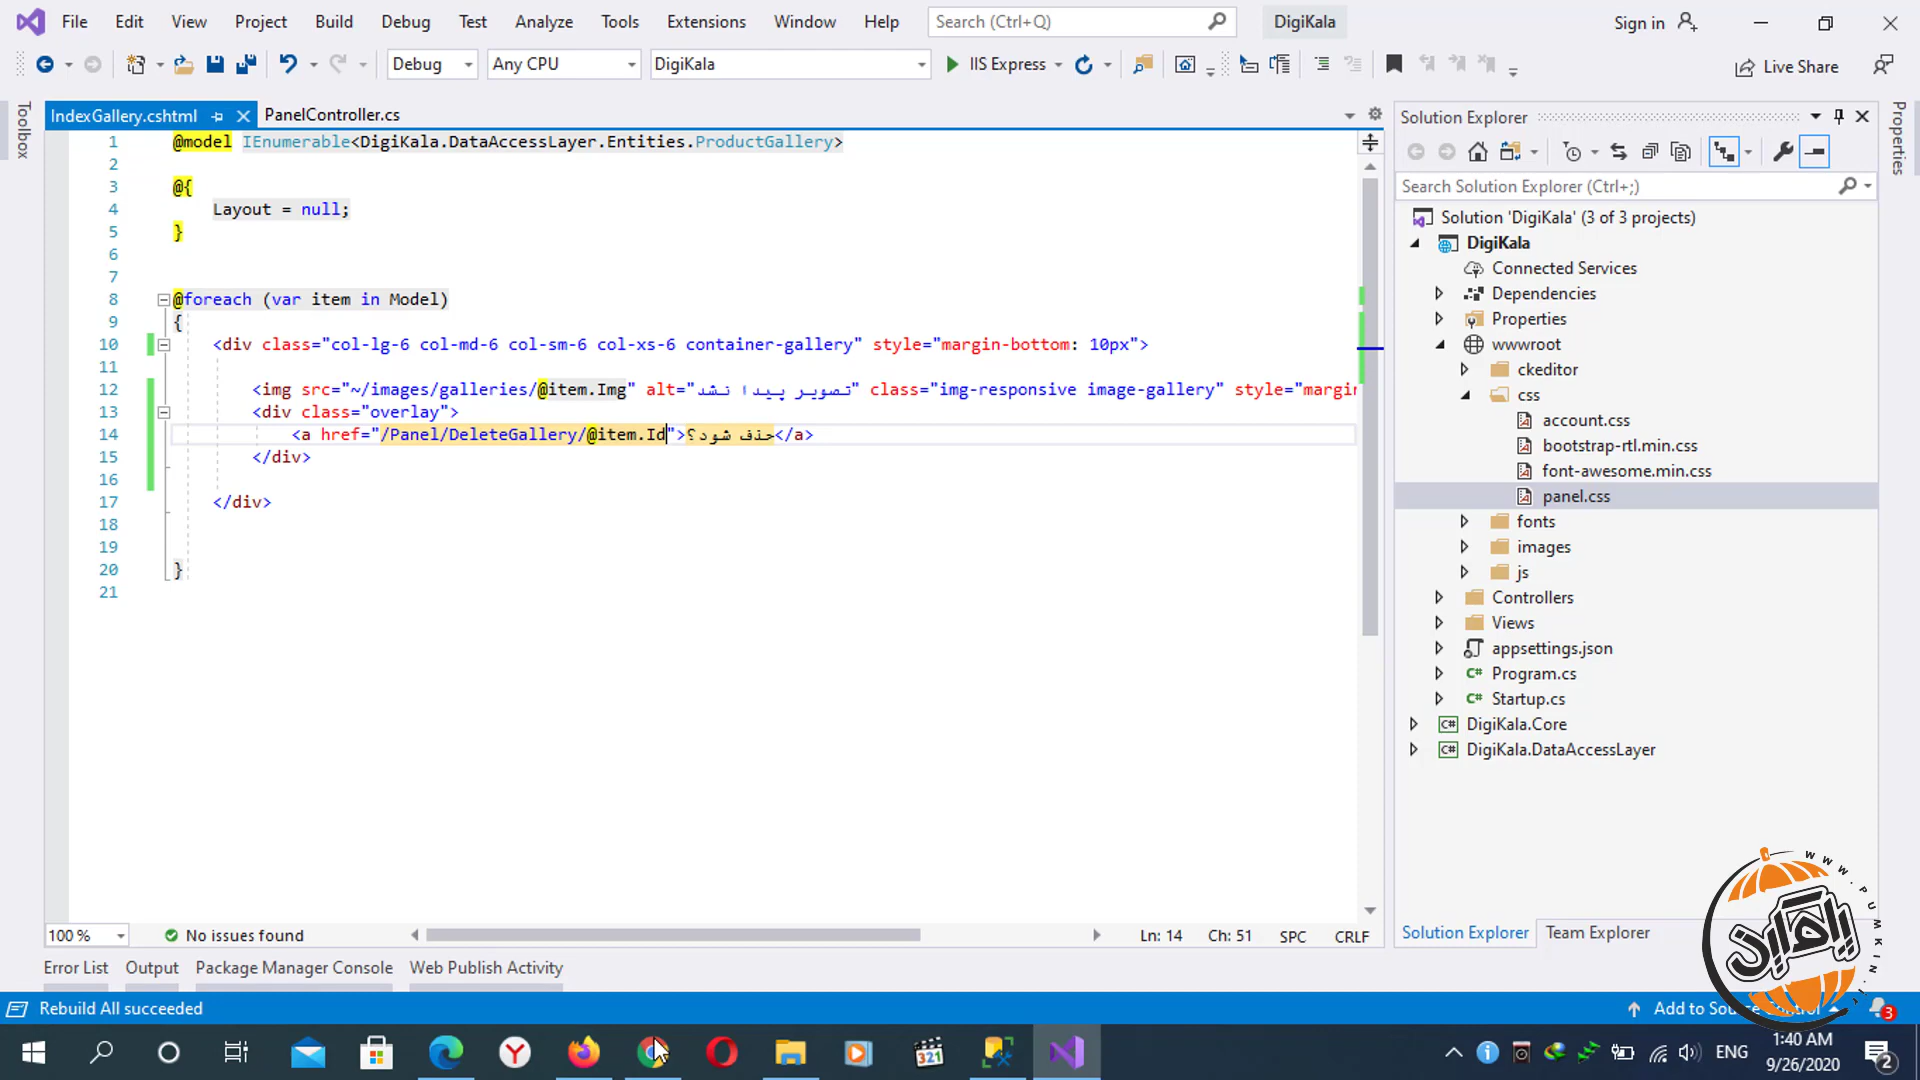 File Edit View Project Build Debug Test Analyze Tools Extensions Window Help Search (Ctrl+Q) DigiKala Sign in
Debug Any CPU DigiKala IIS Express Live Share
Toolbox
IndexGallery.cshtml PanelController.cs
1 @model IEnumerable<DigiKala.DataAccessLayer.Entities.ProductGallery>
2
3 @{
4 Layout = null;
5 }
6
7
8 @foreach (var item in Model)
9 {
10 <div class="col-lg-6 col-md-6 col-sm-6 col-xs-6 container-gallery" style="margin-bottom: 10px">
11
12 <img src="~/images/galleries/@item.Img" alt="تصویر پیدا نشد" class="img-responsive image-gallery" style="margin
13 <div class="overlay">
14 <a href="/Panel/DeleteGallery/@item.Id">حذف شود؟</a>
15 </div>
16
17 </div>
18
19
20 }
21
100 % No issues found Ln: 14 Ch: 51 SPC CRLF
Error List Output Package Manager Console Web Publish Activity
Solution Explorer
Search Solution Explorer (Ctrl+;)
Solution 'DigiKala' (3 of 3 projects)
DigiKala
Connected Services
Dependencies
Properties
wwwroot
ckeditor
css
account.css
bootstrap-rtl.min.css
font-awesome.min.css
panel.css
fonts
images
js
Controllers
Views
appsettings.json
Program.cs
Startup.cs
DigiKala.Core
DigiKala.DataAccessLayer
Solution Explorer Team Explorer
Properties
www.PUMKIN.ir
Rebuild All succeeded Add to Source Control 3
321
ENG 1:40 AM
9/26/2020 2